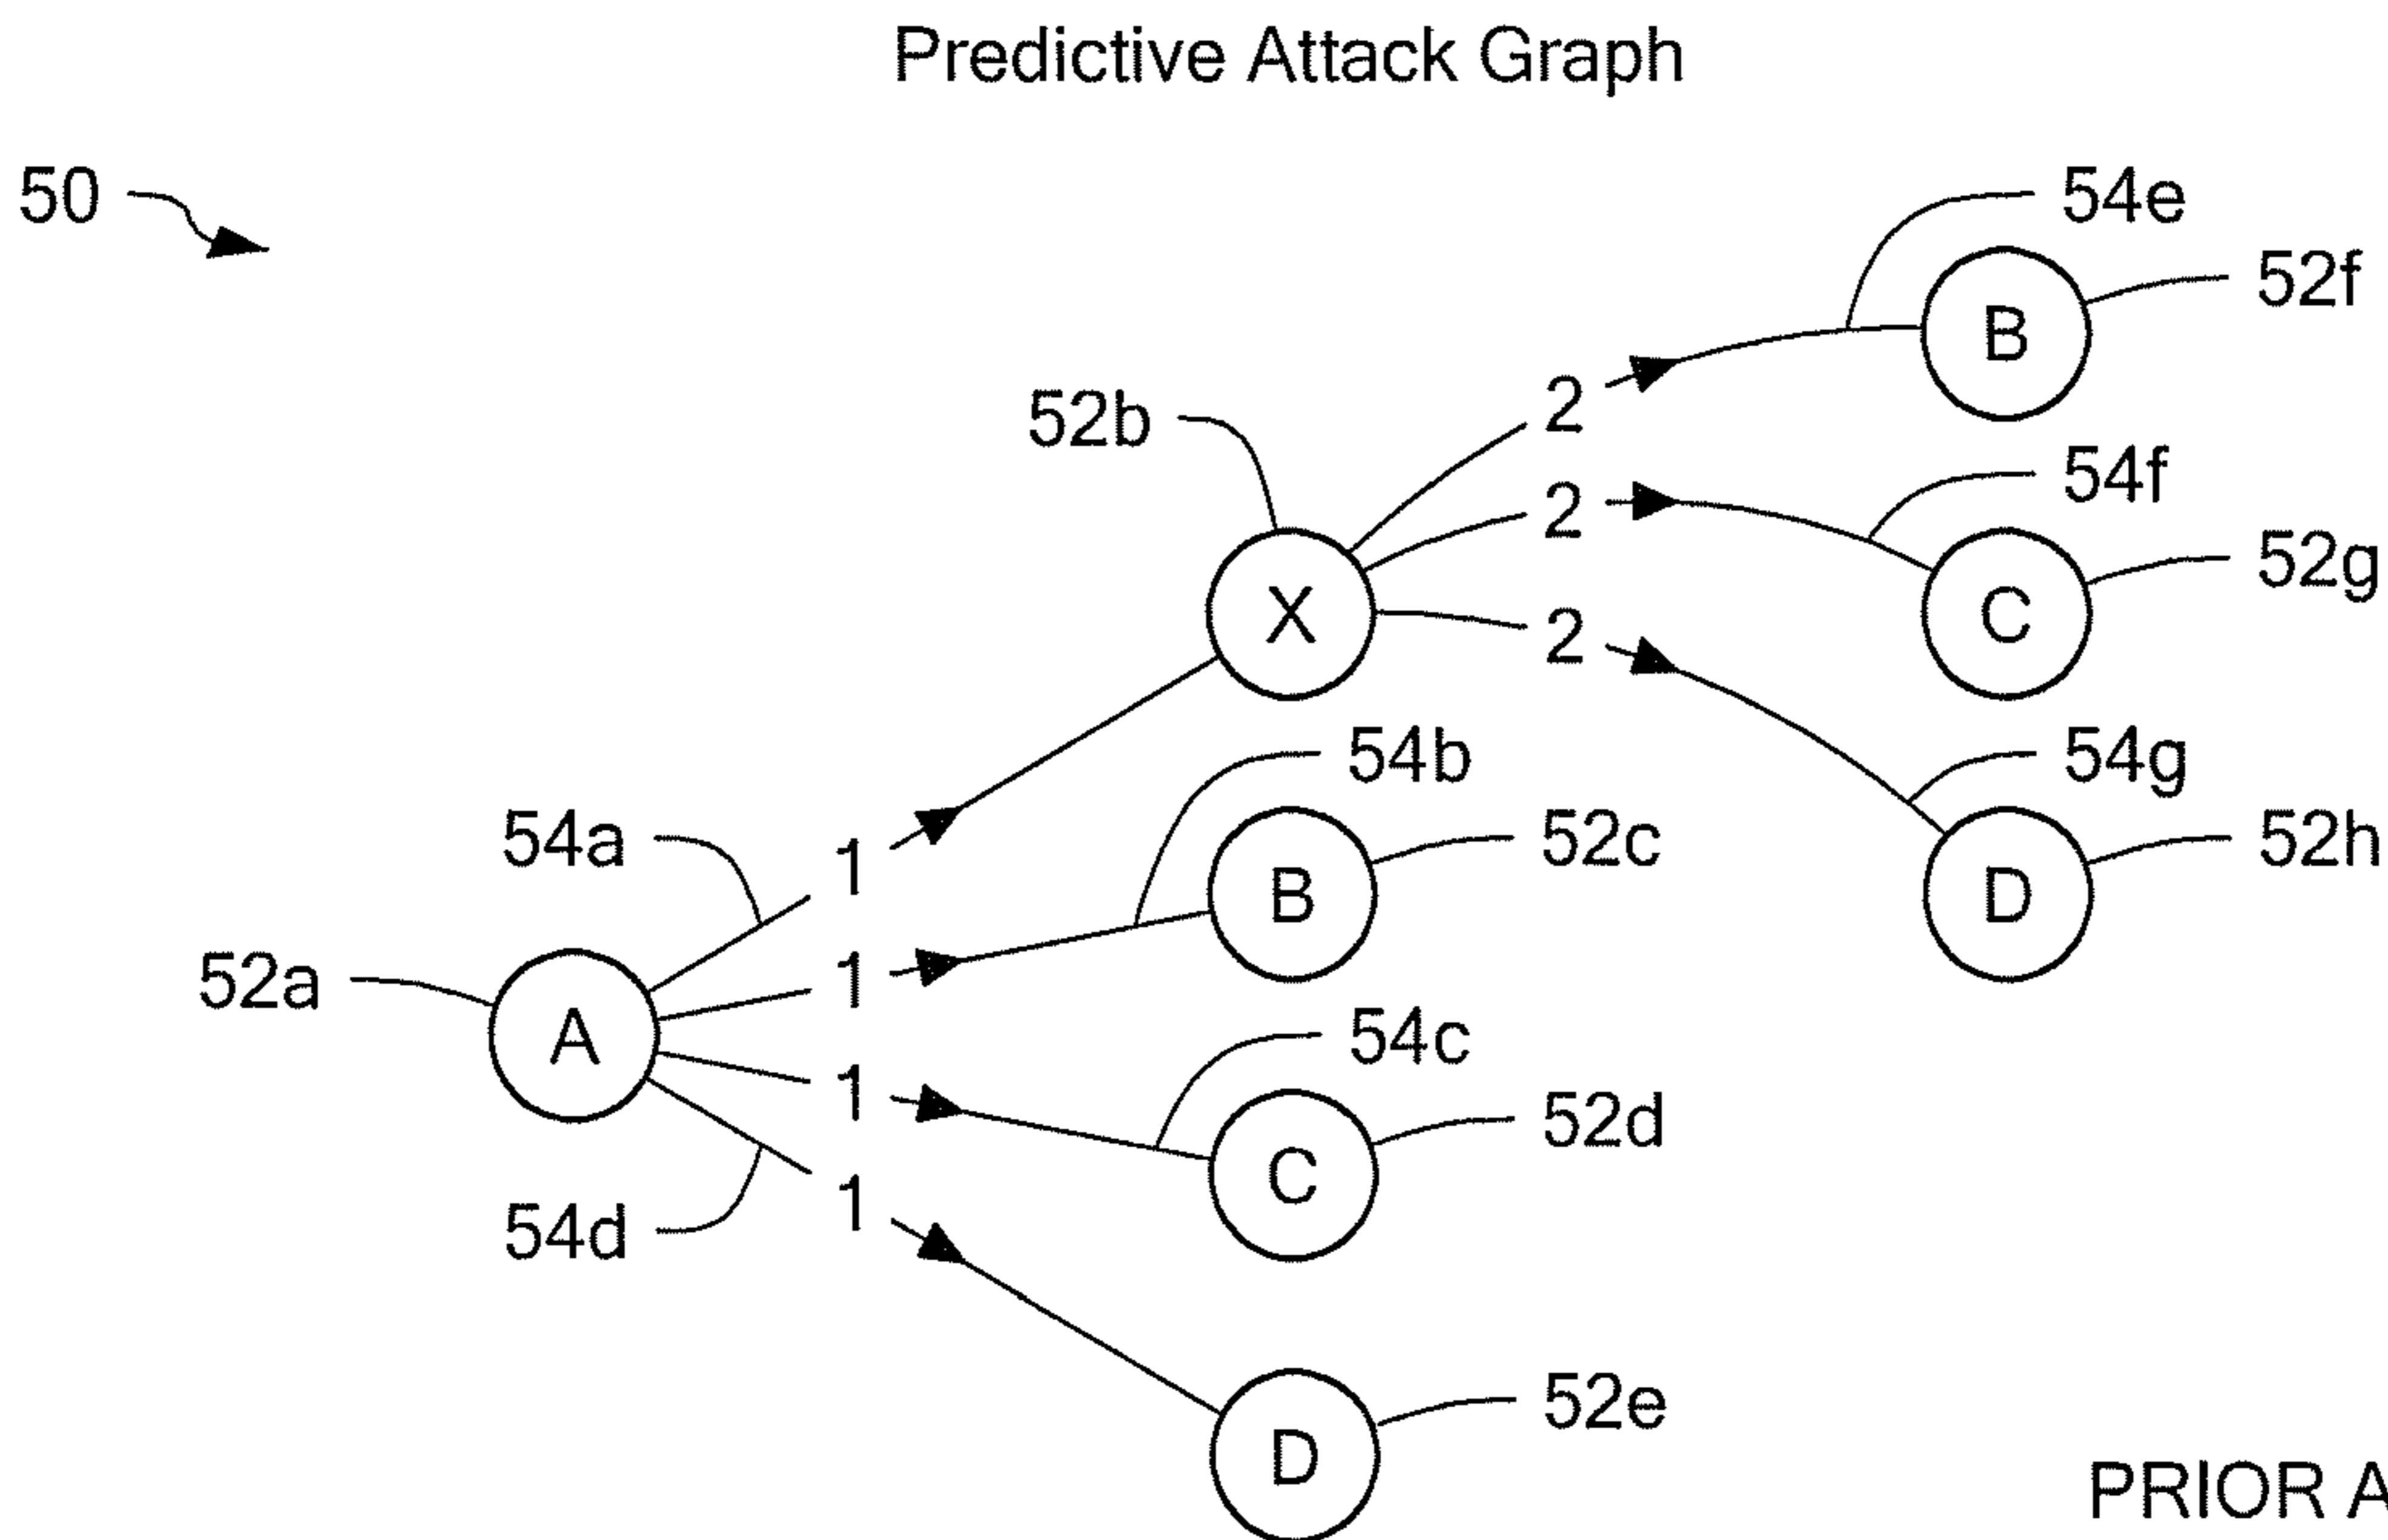 Predictive Attack Graph
50
54e
52f
B
52b
2
54f
2
52g
X
C
2
54b
54g
54a
52c
52h
1
B
D
52a
1
54c
A
1
52d
C
54d
1
52e
D
PRIOR A